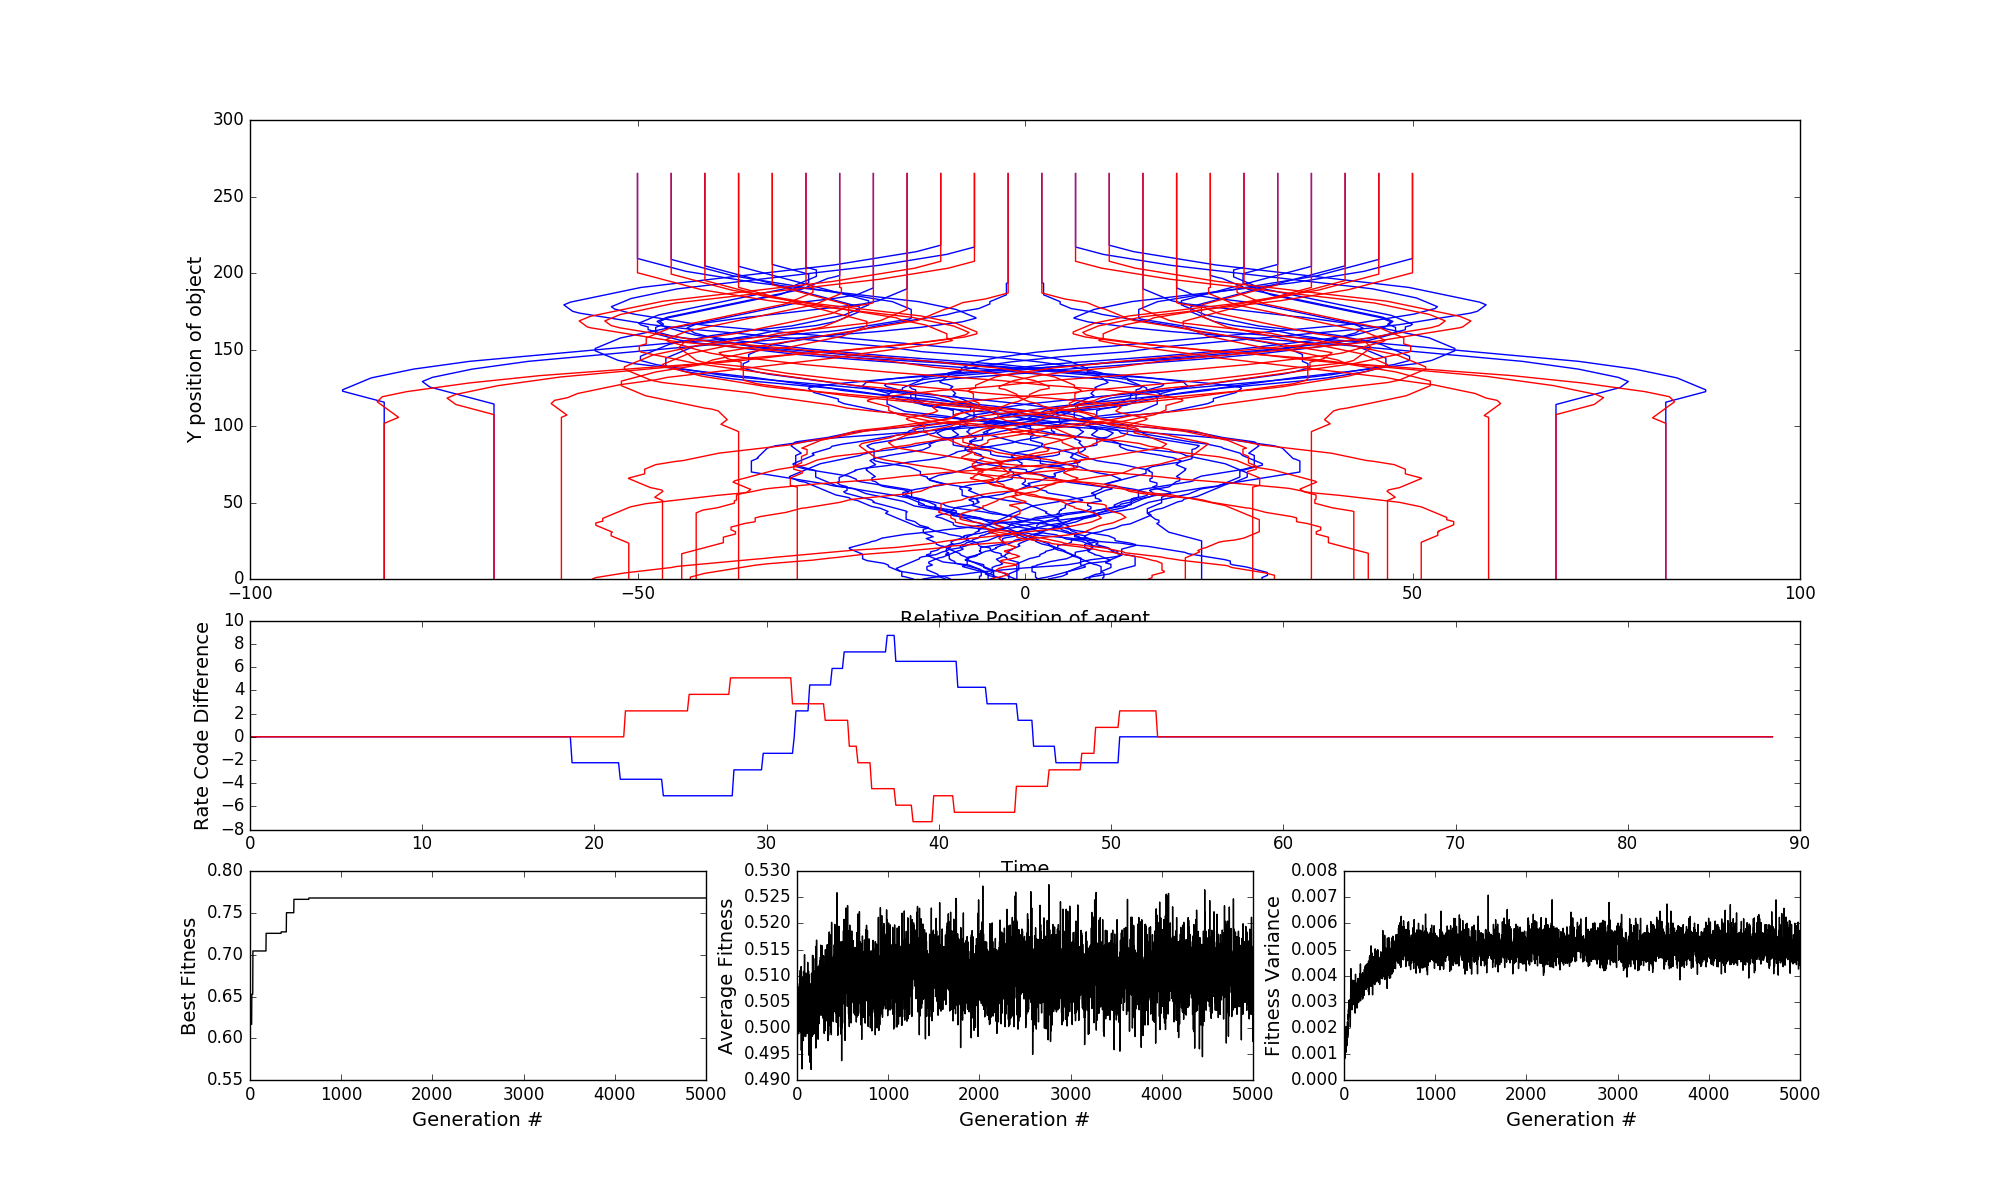 300
250
200
150
100
50
0
Y position of object
−100 −50 0 50 100
Relative Position of agent
10
8
6
4
2
0
−2
−4
−6
−8
Rate Code Difference
0 10 20 30 40 50 60 70 80 90
Time
0.80
0.75
0.70
0.65
0.60
0.55
Best Fitness
0 1000 2000 3000 4000 5000
Generation #
0.530
0.525
0.520
0.515
0.510
0.505
0.500
0.495
0.490
Average Fitness
0 1000 2000 3000 4000 5000
Generation #
0.008
0.007
0.006
0.005
0.004
0.003
0.002
0.001
0.000
Fitness Variance
0 1000 2000 3000 4000 5000
Generation #